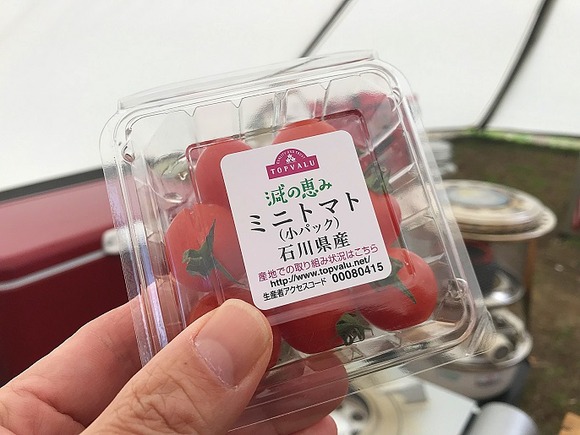 TOPVALU
減の恵み
ミニトマト
(小パック)
石川県産
産地での取り組み状況はこちら
http://www.topvalu.net/
生産者アクセスコード 00080415